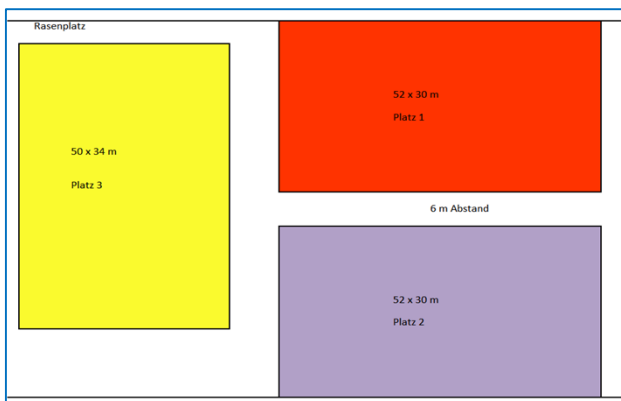 Rasenplatz
50 x 34 m
Platz 3
52 x 30 m
Platz 1
6 m Abstand
52 x 30 m
Platz 2